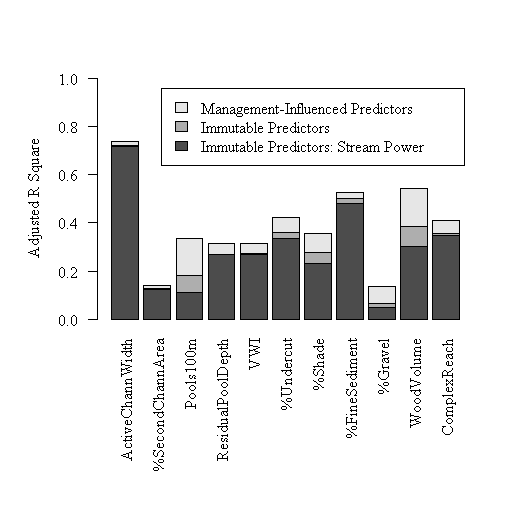 1.0
0.8
0.6
0.4
0.2
0.0
Adjusted R Square
Management-Influenced Predictors
Immutable Predictors
Immutable Predictors: Stream Power
ActiveChannWidth
%SecondChannArea
Pools100m
ResidualPoolDepth
VWI
%Undercut
%Shade
%FineSediment
%Gravel
WoodVolume
ComplexReach